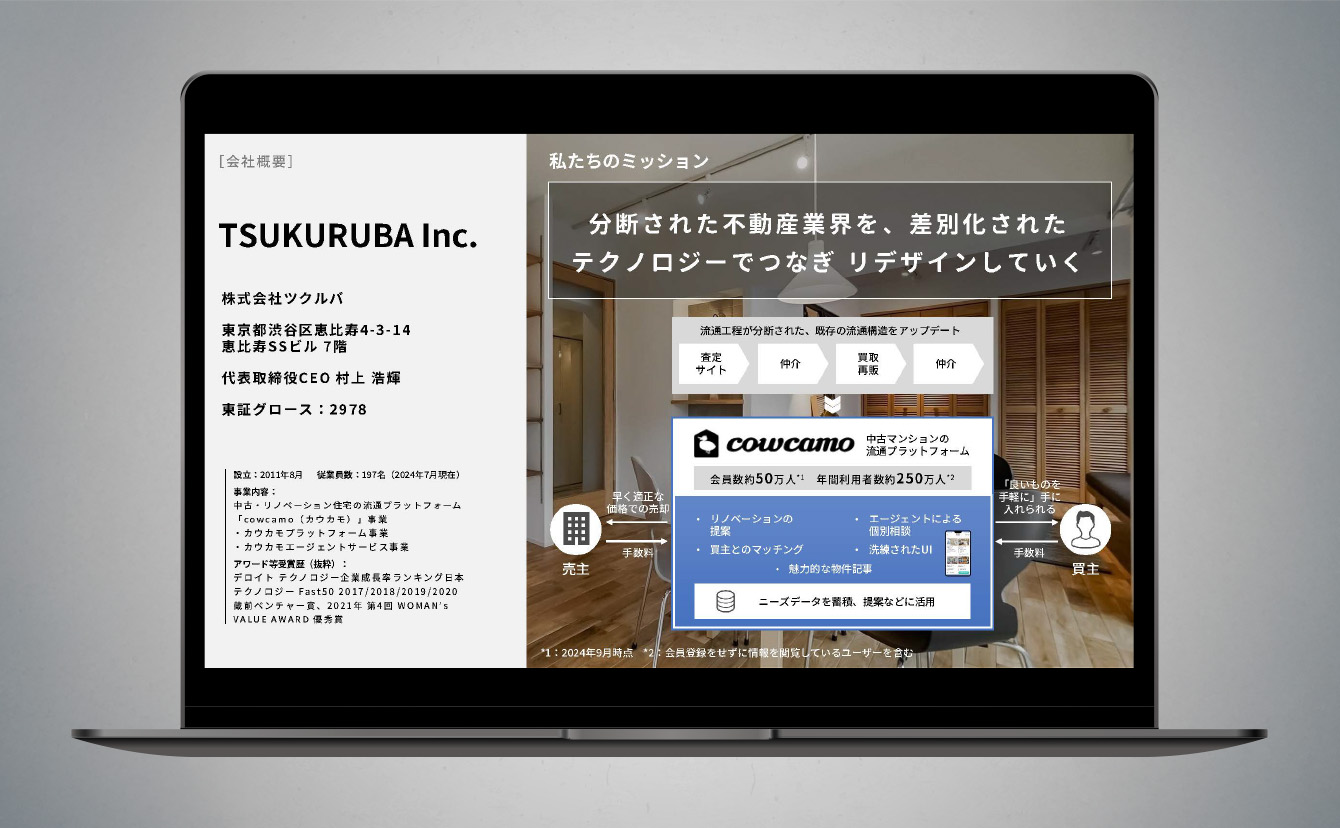 [会社概要]
TSUKURUBA Inc.
株式会社ツクルバ
東京都渋谷区恵比寿4-3-14
恵比寿SSビル 7階
代表取締役CEO 村上 浩輝
東証グロース：2978
設立：2011年8月　従業員数：197名（2024年7月現在）
事業内容：
中古・リノベーション住宅の流通プラットフォーム
「cowcamo（カウカモ）」事業
・カウカモプラットフォーム事業
・カウカモエージェントサービス事業
アワード等受賞歴（抜粋）：
デロイト テクノロジー企業成長率ランキング日本
テクノロジー Fast50 2017/2018/2019/2020
蔵前ベンチャー賞、2021年 第4回 WOMAN's
VALUE AWARD 優秀賞
私たちのミッション
分断された不動産業界を、差別化された
テクノロジーでつなぎ リデザインしていく
流通工程が分断された、既存の流通構造をアップデート
査定
サイト
仲介
買取
再販
仲介
cowcamo
中古マンションの
流通プラットフォーム
会員数約50万人*1　年間利用者数約250万人*2
早く適正な
価格での売却
手数料
売主
・ リノベーションの
提案
・ エージェントによる
個別相談
・ 買主とのマッチング
・ 洗練されたUI
・ 魅力的な物件記事
ニーズデータを蓄積、提案などに活用
「良いものを
手軽に」手に
入れられる
手数料
買主
*1：2024年9月時点　*2：会員登録をせずに情報を閲覧しているユーザーを含む